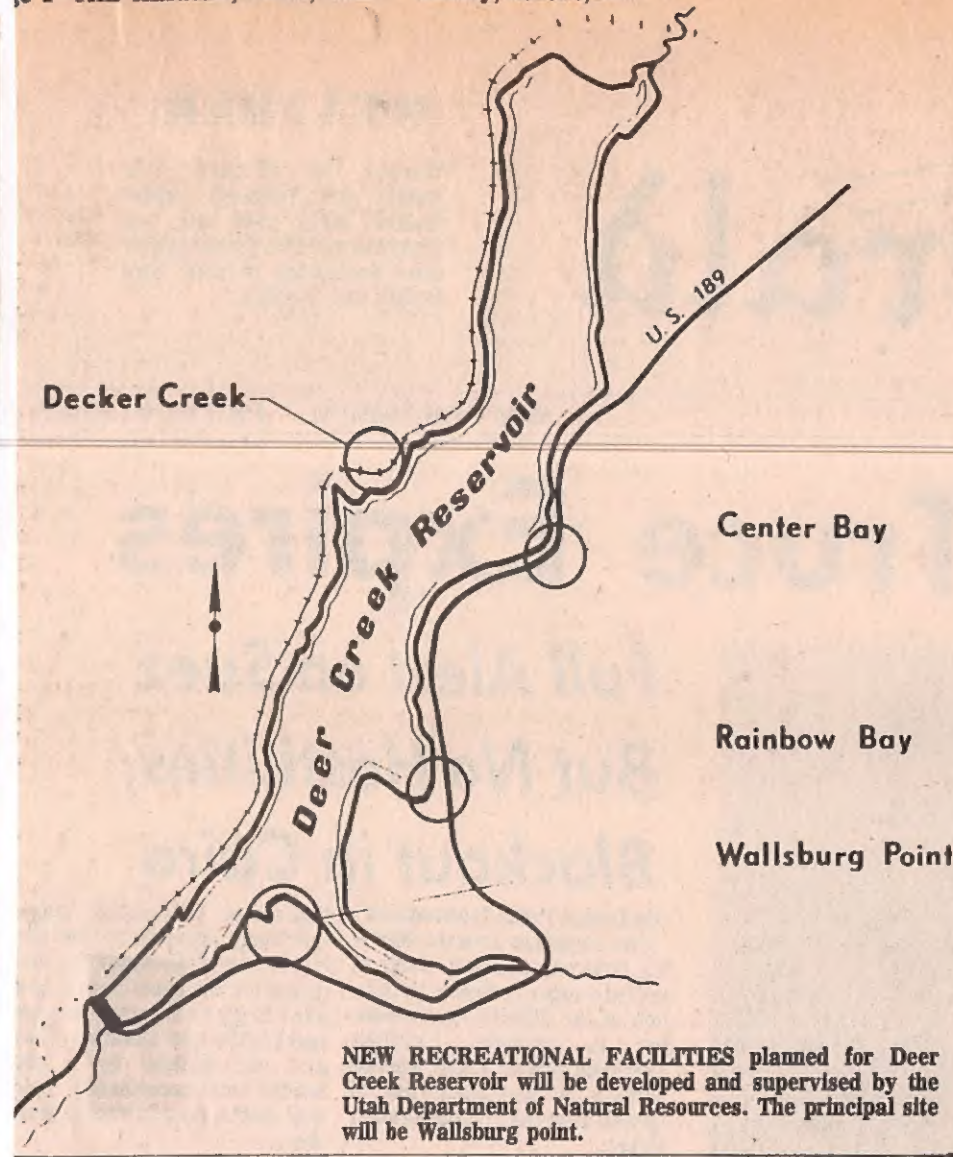 U. S. 189
Decker Creek
Deer Creek Reservoir
Center Bay
Rainbow Bay
Wallsburg Point
NEW RECREATIONAL FACILITIES planned for Deer
Creek Reservoir will be developed and supervised by the
Utah Department of Natural Resources. The principal site
will be Wallsburg point.